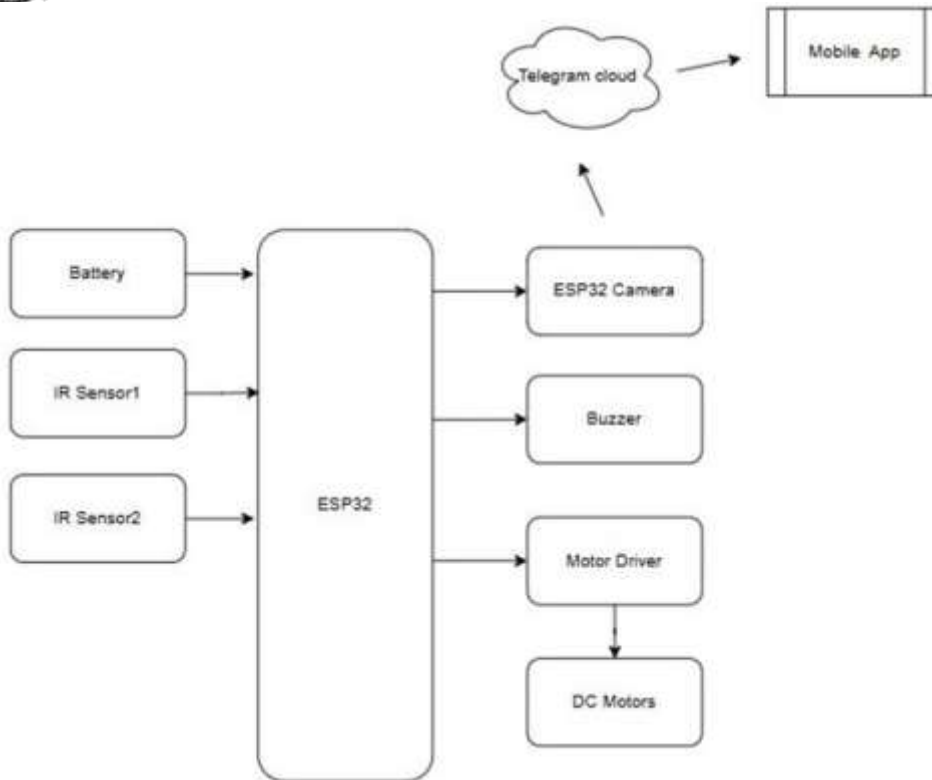 Telegram cloud
Mobile App
Battery
ESP32 Camera
IR Sensor1
Buzzer
IR Sensor2
ESP32
Motor Driver
DC Motors